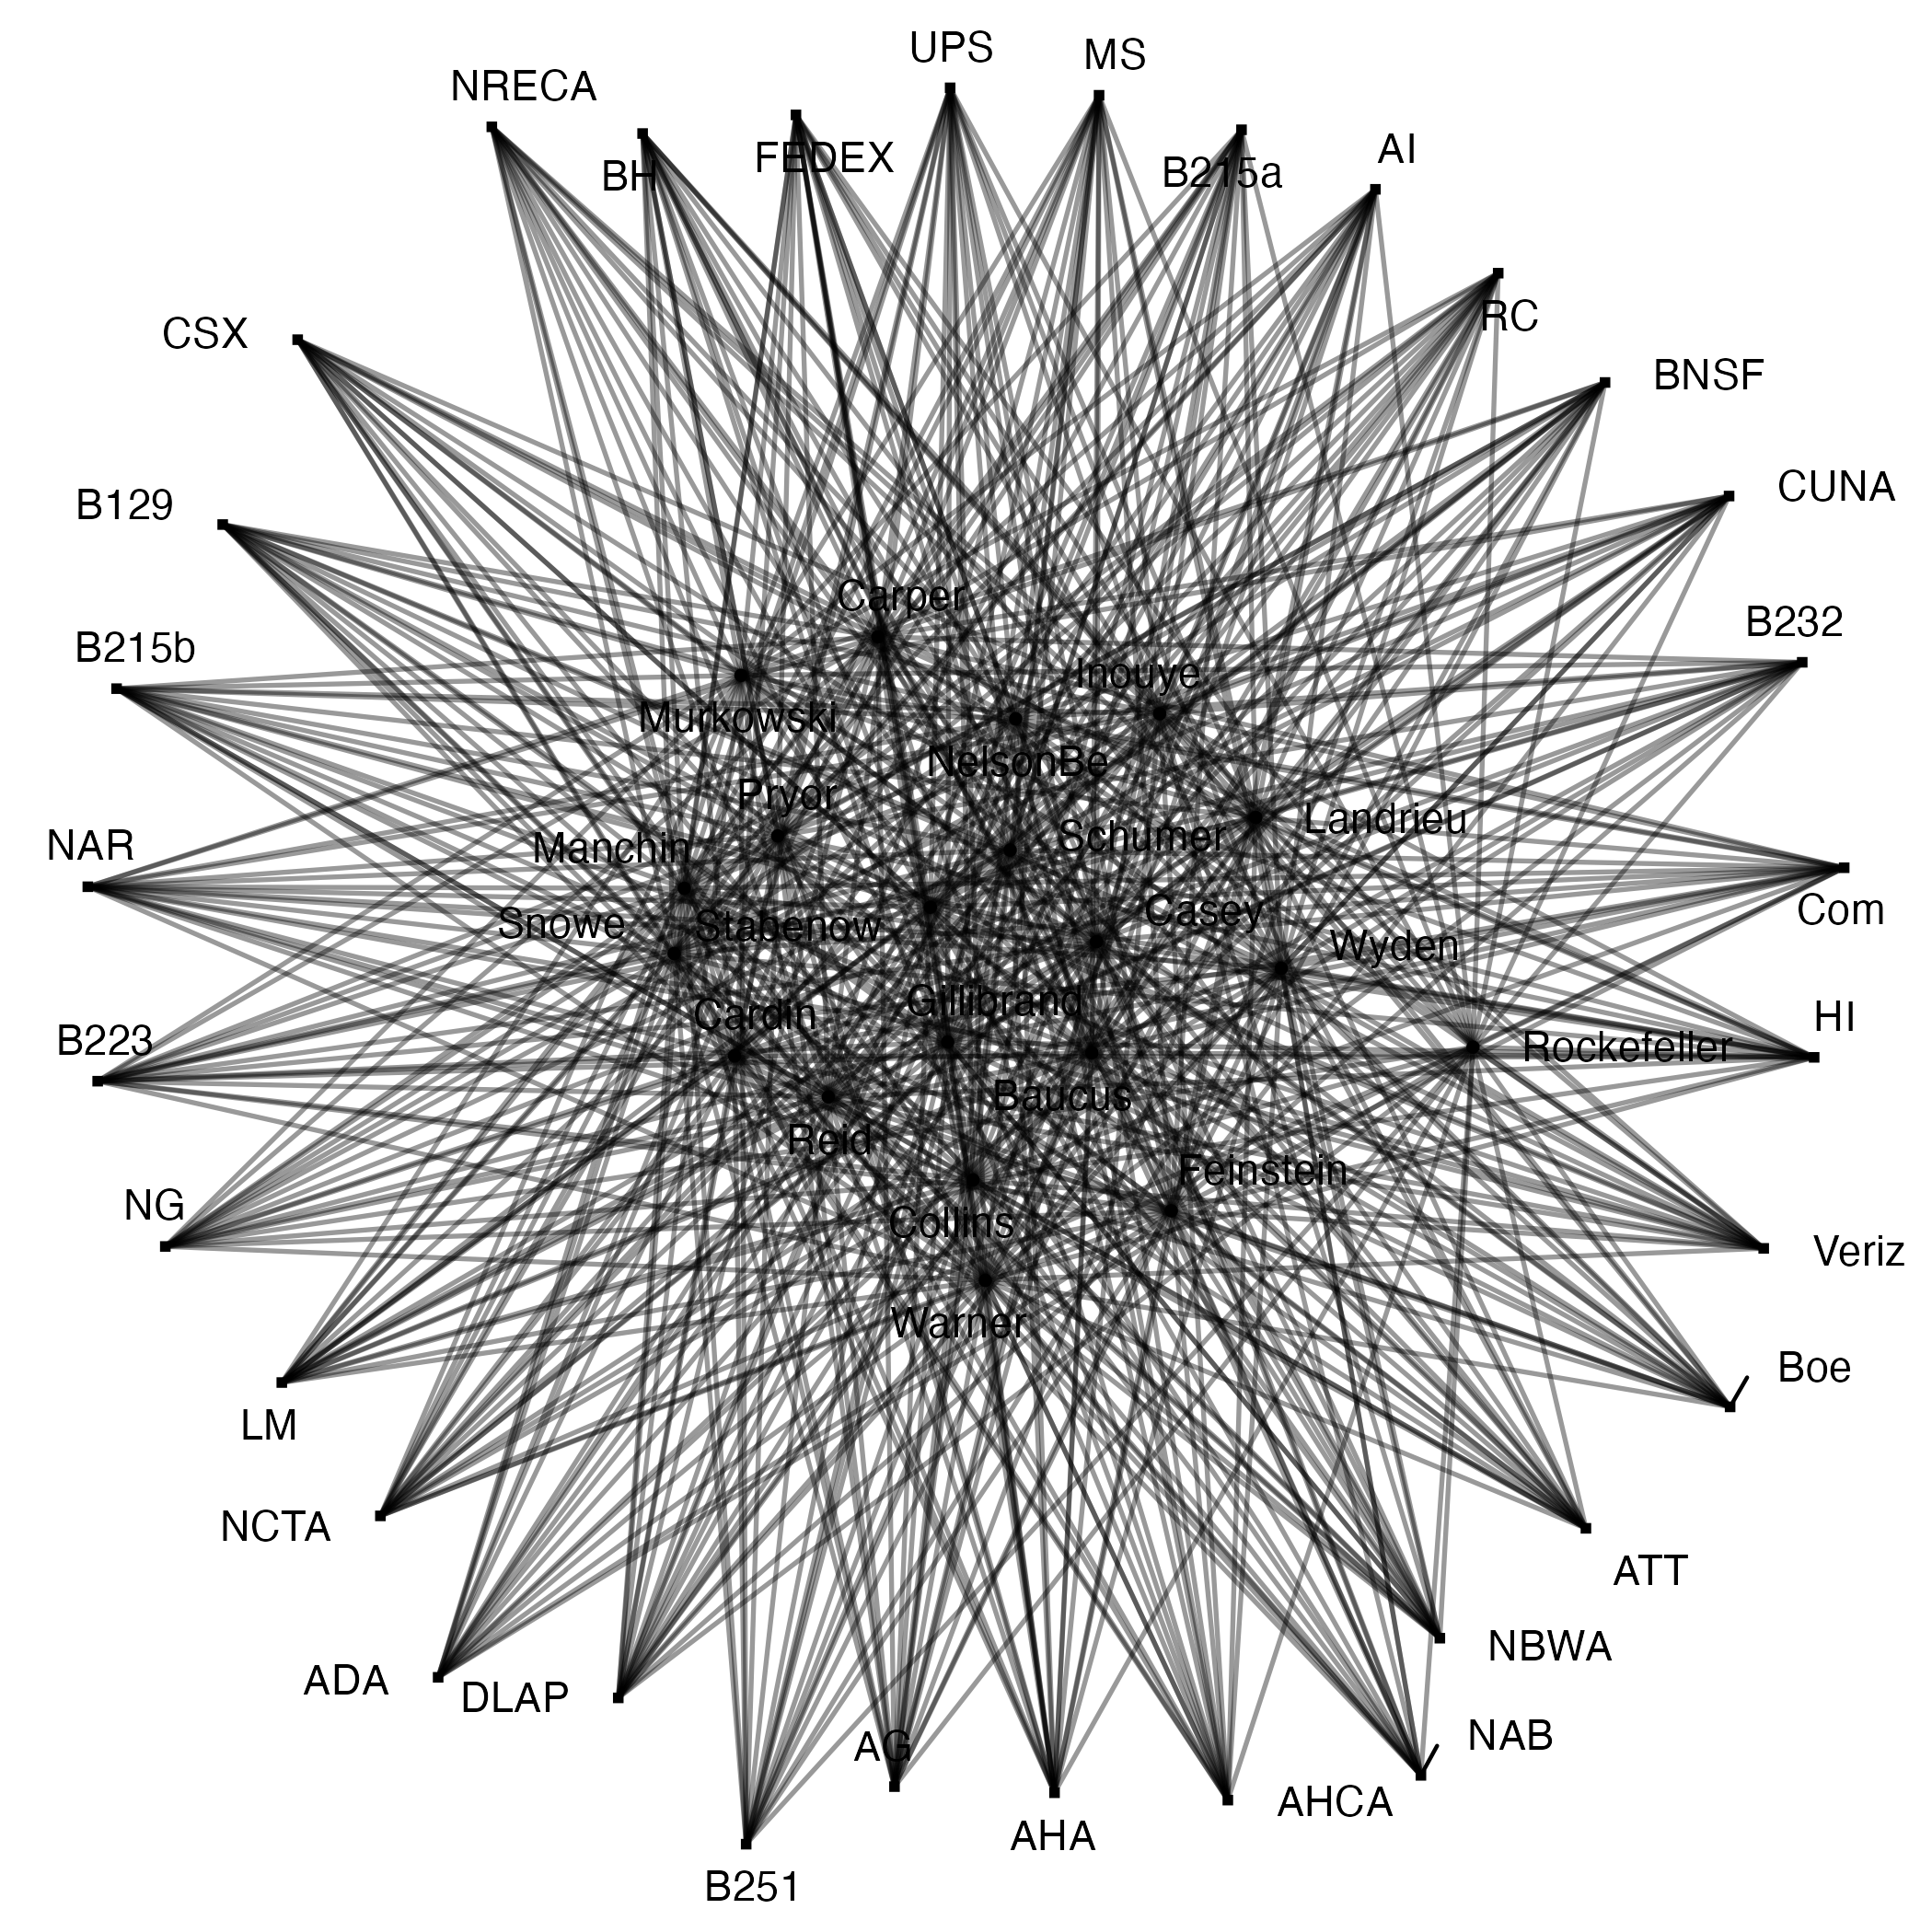 UPS
MS
NRECA
BH
FEDEX
B215a
AI
RC
CSX
BNSF
CUNA
B129
B215b
B232
Carper
Inouye
Murkowski
NelsonBe
Pryor
Manchin
Schumer
Landrieu
NAR
Com
Snowe
Stabenow
Casey
Wyden
Cardin
Gillibrand
HI
B223
Rockefeller
Baucus
Reid
NG
Feinstein
Collins
Veriz
Warner
Boe
LM
NCTA
ATT
ADA
DLAP
NBWA
AG
NAB
AHCA
AHA
B251